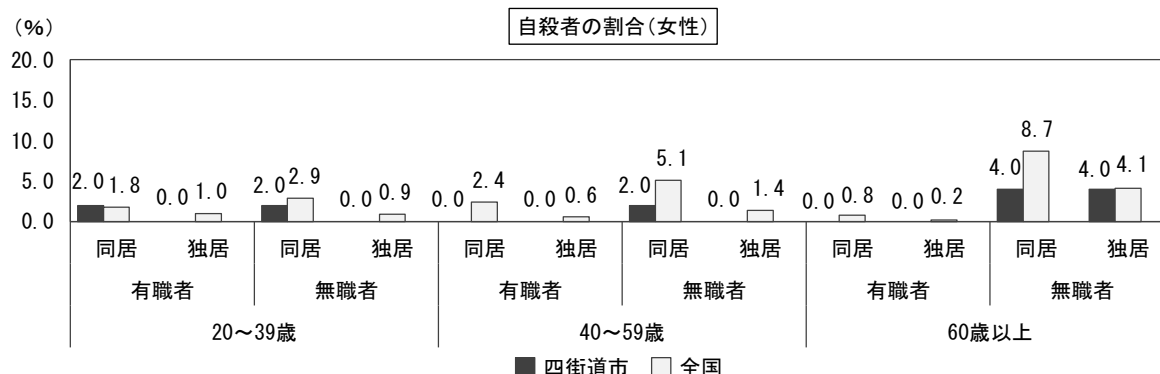 (%)
自殺者の割合(女性)
20.0
15.0
10.0
5.0
0.0
2.0 1.8 0.0 1.0 2.0 2.9 0.0 0.9 0.0 2.4 0.0 0.6 2.0 5.1 0.0 1.4 0.0 0.8 0.0 0.2 4.0 8.7 4.0 4.1
同居 独居 同居 独居 同居 独居 同居 独居 同居 独居 同居 独居
有職者 無職者 有職者 無職者 有職者 無職者
20～39歳 40～59歳 60歳以上
四街道市 全国